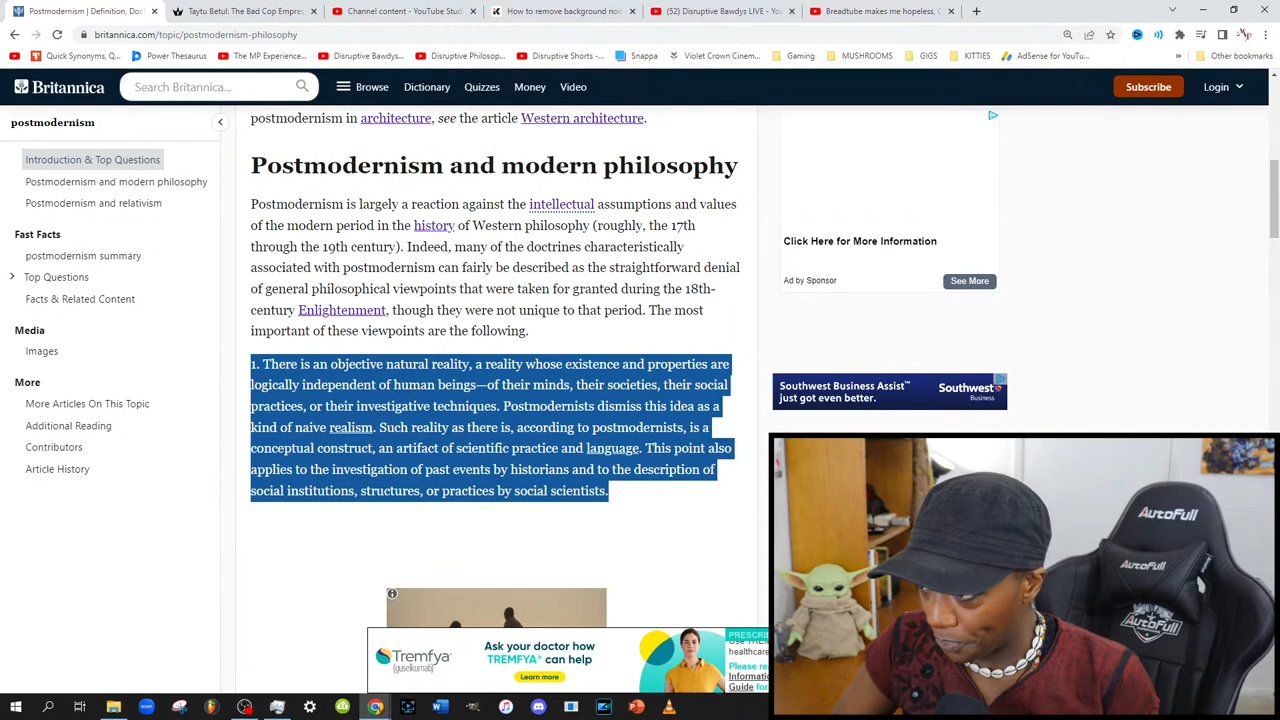 Postmodernism | Definition, Doct
Taytu Betul: The Bad Cop Empres
Channel content - YouTube Stud
How to remove background noi
(52) Disruptive Bawdys LIVE - Yo
Breadtube makes me hopeless, C
britannica.com/topic/postmodernism-philosophy
Quick Synonyms, Q...
Power Thesaurus
The MP Experience...
Disruptive Bawdys...
Disruptive Philosop...
Disruptive Shorts -...
Snappa
Violet Crown Cinem...
Gaming
MUSHROOMS
GIGS
KITTIES
AdSense for YouTu...
Other bookmarks
Britannica
Search Britannica...
Browse
Dictionary
Quizzes
Money
Video
Subscribe
Login
postmodernism
Introduction & Top Questions
Postmodernism and modern philosophy
Postmodernism and relativism
Fast Facts
postmodernism summary
Top Questions
Facts & Related Content
Media
Images
More
More Articles On This Topic
Additional Reading
Contributors
Article History
postmodernism in architecture, see the article Western architecture.
Postmodernism and modern philosophy
Postmodernism is largely a reaction against the intellectual assumptions and values
of the modern period in the history of Western philosophy (roughly, the 17th
through the 19th century). Indeed, many of the doctrines characteristically
associated with postmodernism can fairly be described as the straightforward denial
of general philosophical viewpoints that were taken for granted during the 18th-
century Enlightenment, though they were not unique to that period. The most
important of these viewpoints are the following.
1. There is an objective natural reality, a reality whose existence and properties are
logically independent of human beings—of their minds, their societies, their social
practices, or their investigative techniques. Postmodernists dismiss this idea as a
kind of naive realism. Such reality as there is, according to postmodernists, is a
conceptual construct, an artifact of scientific practice and language. This point also
applies to the investigation of past events by historians and to the description of
social institutions, structures, or practices by social scientists.
Click Here for More Information
Ad by Sponsor
See More
Southwest Business Assist™
just got even better.
Southwest
Business
Tremfya
(guselkumab)
Ask your doctor how
TREMFYA® can help
Learn more
PRESCRI
healthcare
Please rea
Informatio
Guide for
AutoFull
AutoFull
AUTOFULL